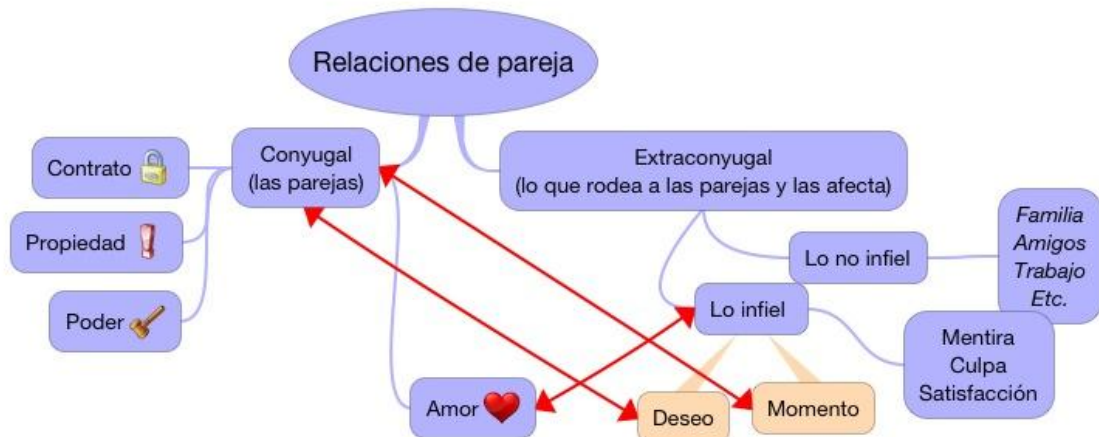 Relaciones de pareja
Contrato
Propiedad
Poder
Conyugal
(las parejas)
Extraconyugal
(lo que rodea a las parejas y las afecta)
Lo no infiel
Familia
Amigos
Trabajo
Etc.
Lo infiel
Mentira
Culpa
Satisfacción
Amor
Deseo
Momento